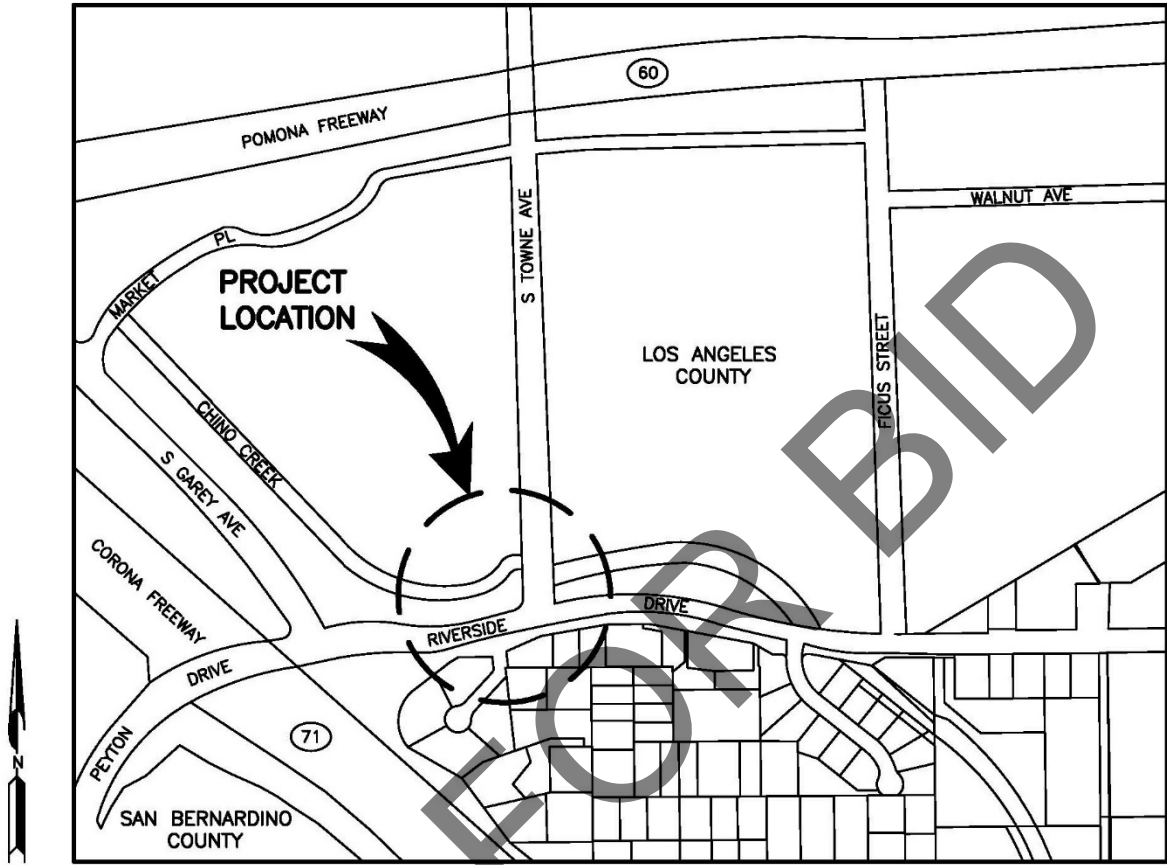 60
POMONA FREEWAY
S TOWNE AVE
WALNUT AVE
MARKET PL
PROJECT
LOCATION
LOS ANGELES
COUNTY
FICUS STREET
CHINO CREEK
S GAREY AVE
CORONA FREEWAY
RIVERSIDE DRIVE
PEYTON DRIVE
71
SAN BERNARDINO
COUNTY
N
FOR BID